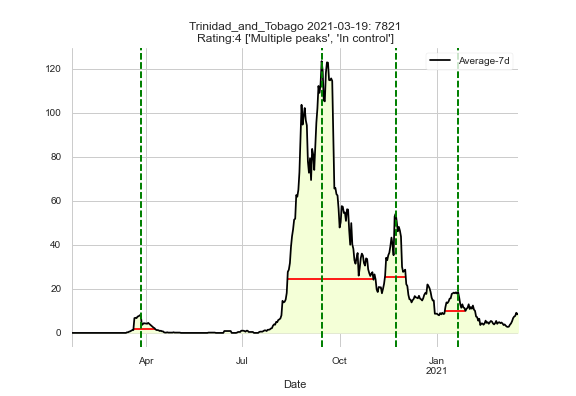 Trinidad_and_Tobago 2021-03-19: 7821
Rating:4 ['Multiple peaks', 'In control']
Average-7d
120
100
80
60
40
20
0
Apr Jul Oct Jan
2021
Date